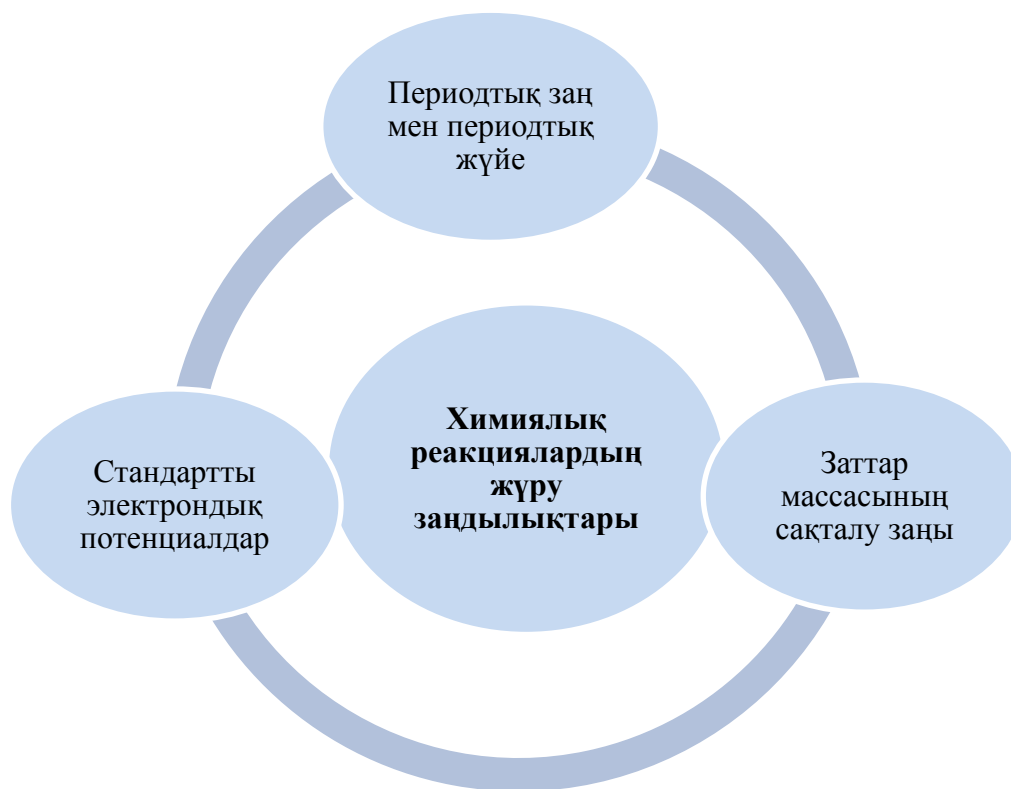 Периодтық заң
мен периодтық
жүйе
Химиялық
реакциялардың
жүру
заңдылықтары
Стандартты
электрондық
потенциалдар
Заттар
массасының
сақталу заңы